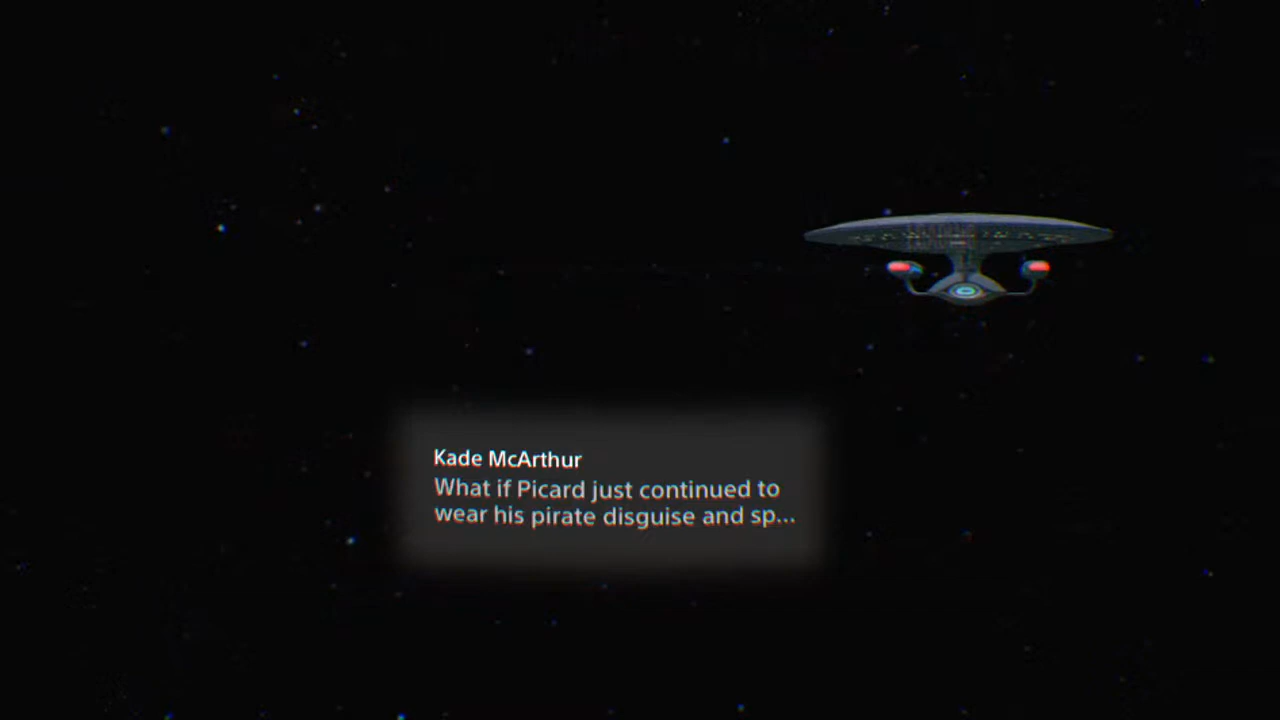 Kade McArthur
What if Picard just continued to
wear his pirate disguise and sp...